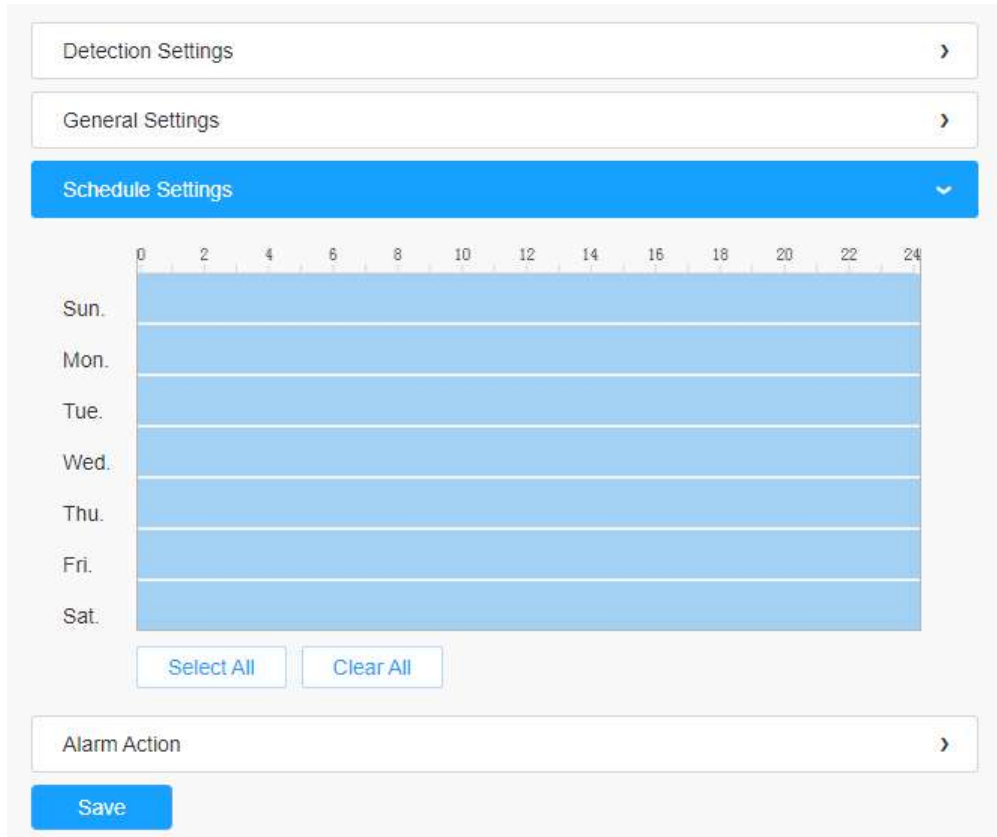 Detection Settings
General Settings
Schedule Settings
0 2 4 6 8 10 12 14 16 18 20 22 24
Sun.
Mon.
Tue.
Wed.
Thu.
Fri.
Sat.
Select All Clear All
Alarm Action
Save